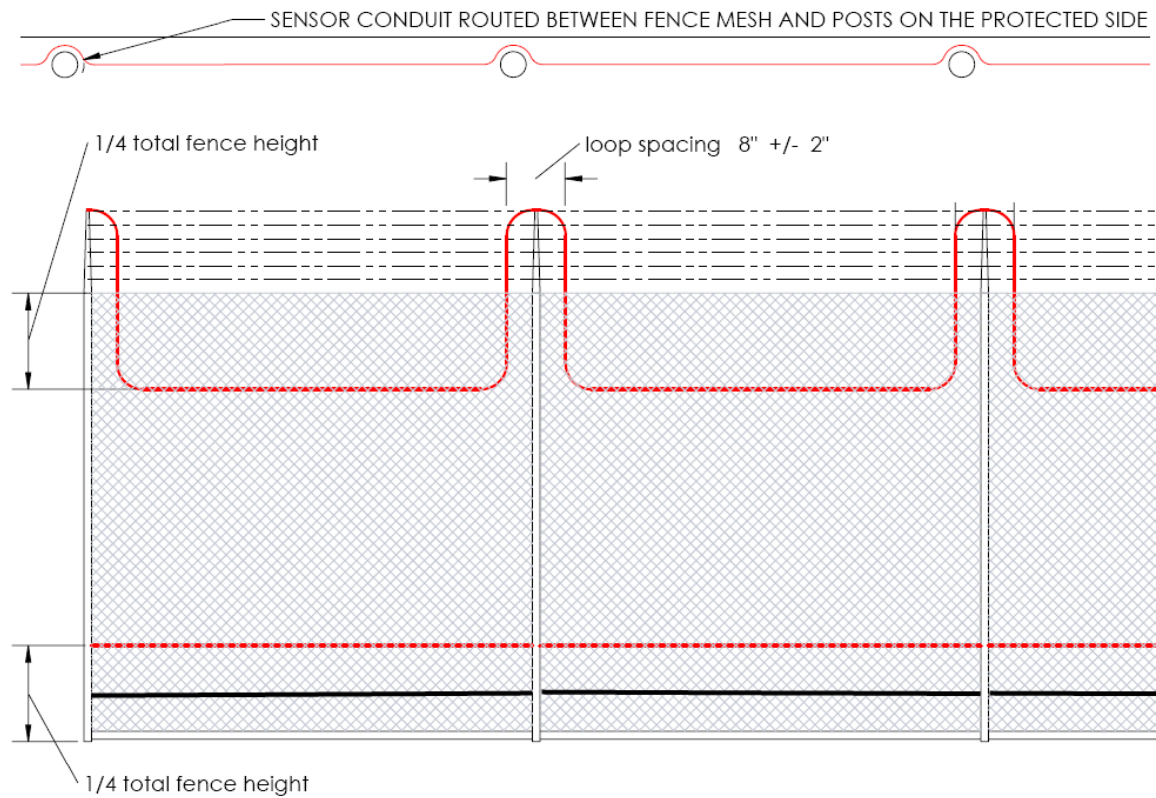 SENSOR CONDUIT ROUTED BETWEEN FENCE MESH AND POSTS ON THE PROTECTED SIDE
1/4 total fence height
loop spacing 8" +/- 2"
1/4 total fence height